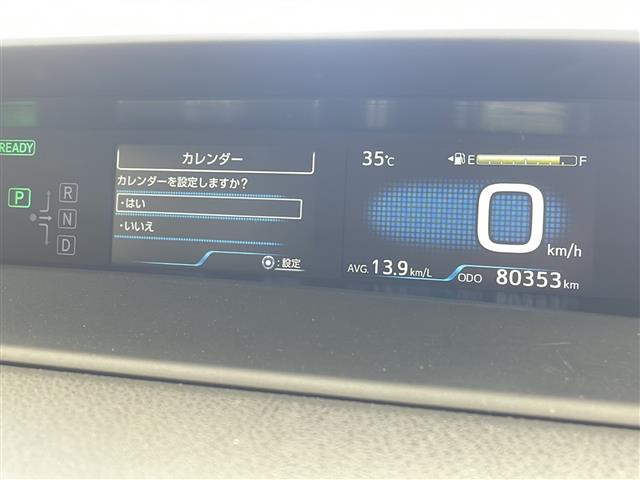 READY
P
R
N
D
カレンダー
カレンダーを設定しますか?
・はい
・いいえ
:設定
35℃
E F
0 km/h
AVG. 13.9 km/L
ODO 80353 km